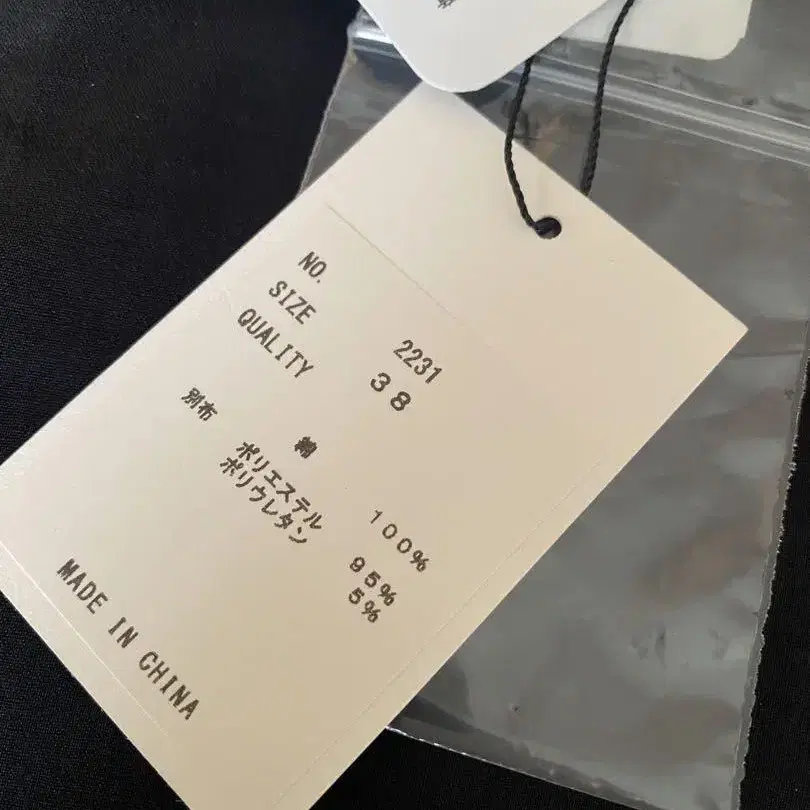 NO. 2231
SIZE 38
QUALITY
綿 100%
別布 ポリエステル 95%
ポリウレタン 5%
MADE IN CHINA